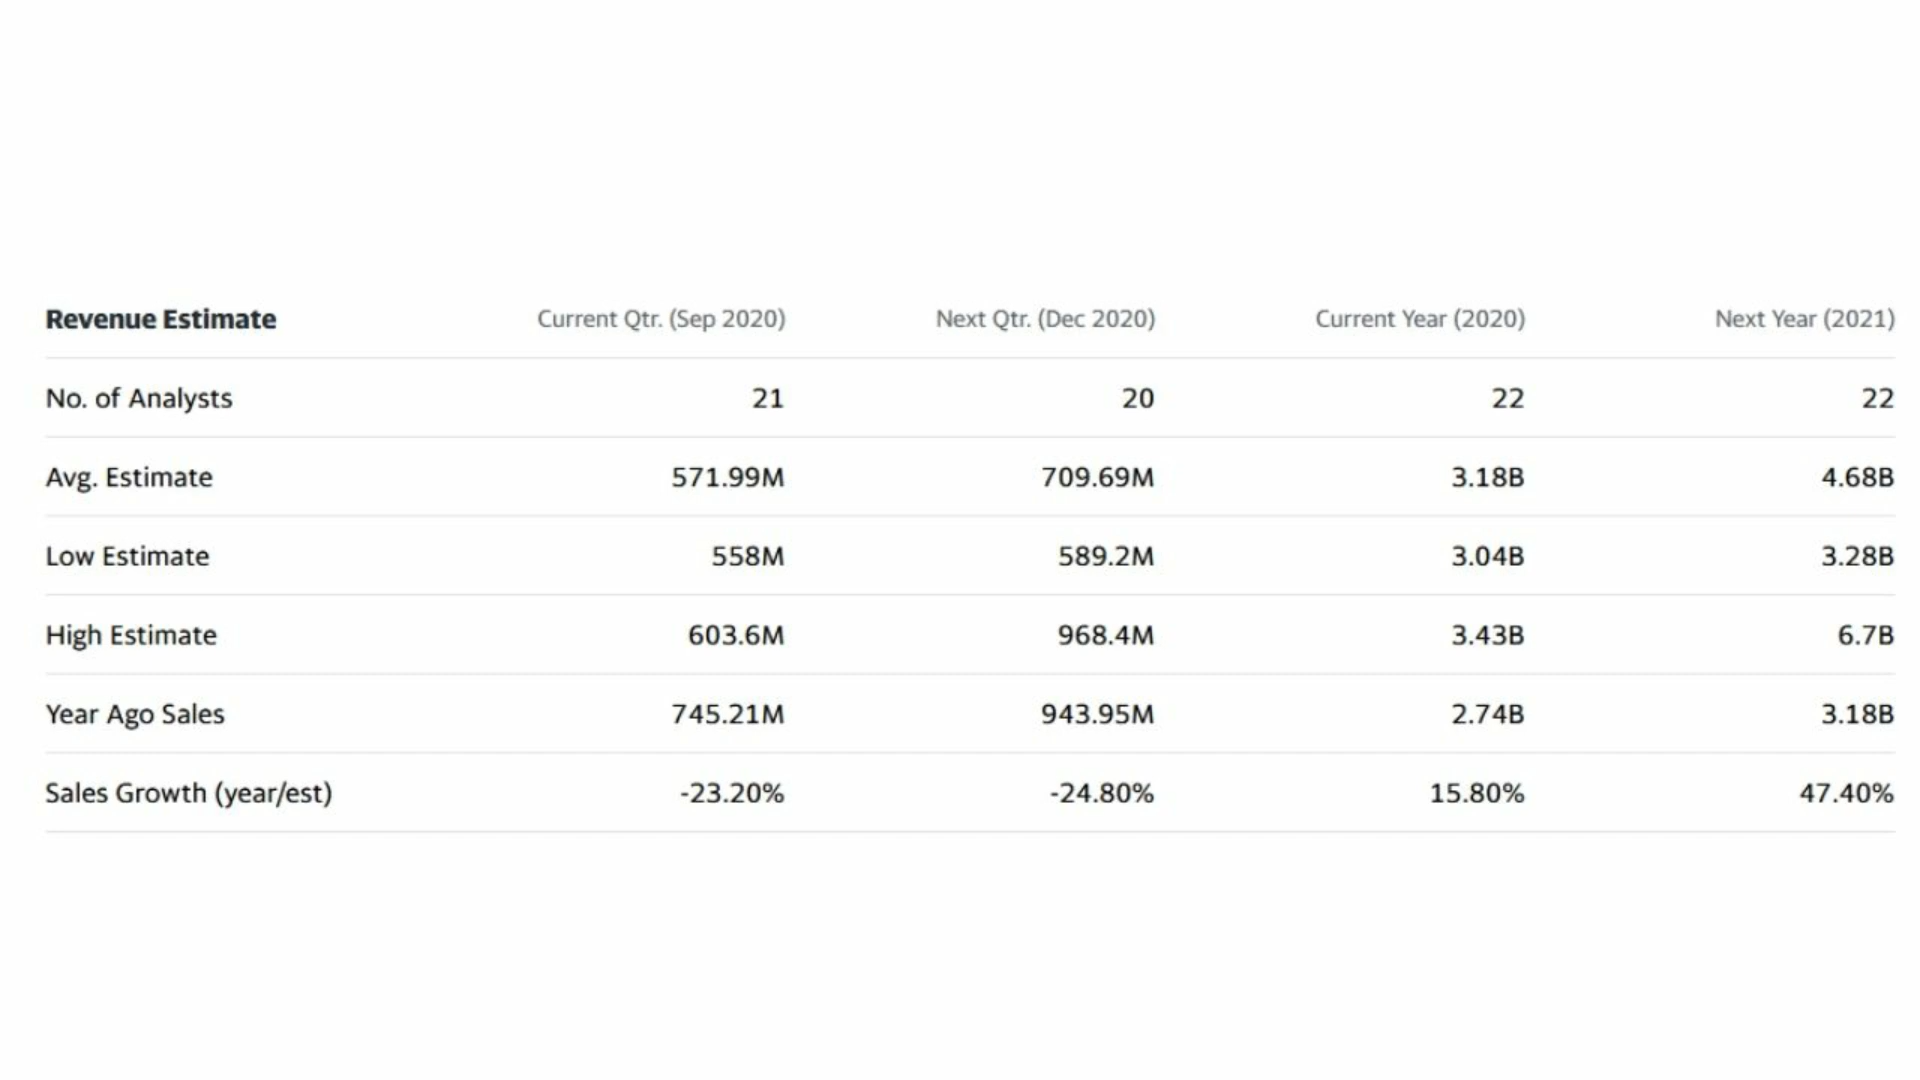 Revenue Estimate Current Qtr. (Sep 2020) Next Qtr. (Dec 2020) Current Year (2020) Next Year (2021)
No. of Analysts 21 20 22 22
Avg. Estimate 571.99M 709.69M 3.18B 4.68B
Low Estimate 558M 589.2M 3.04B 3.28B
High Estimate 603.6M 968.4M 3.43B 6.7B
Year Ago Sales 745.21M 943.95M 2.74B 3.18B
Sales Growth (year/est) -23.20% -24.80% 15.80% 47.40%